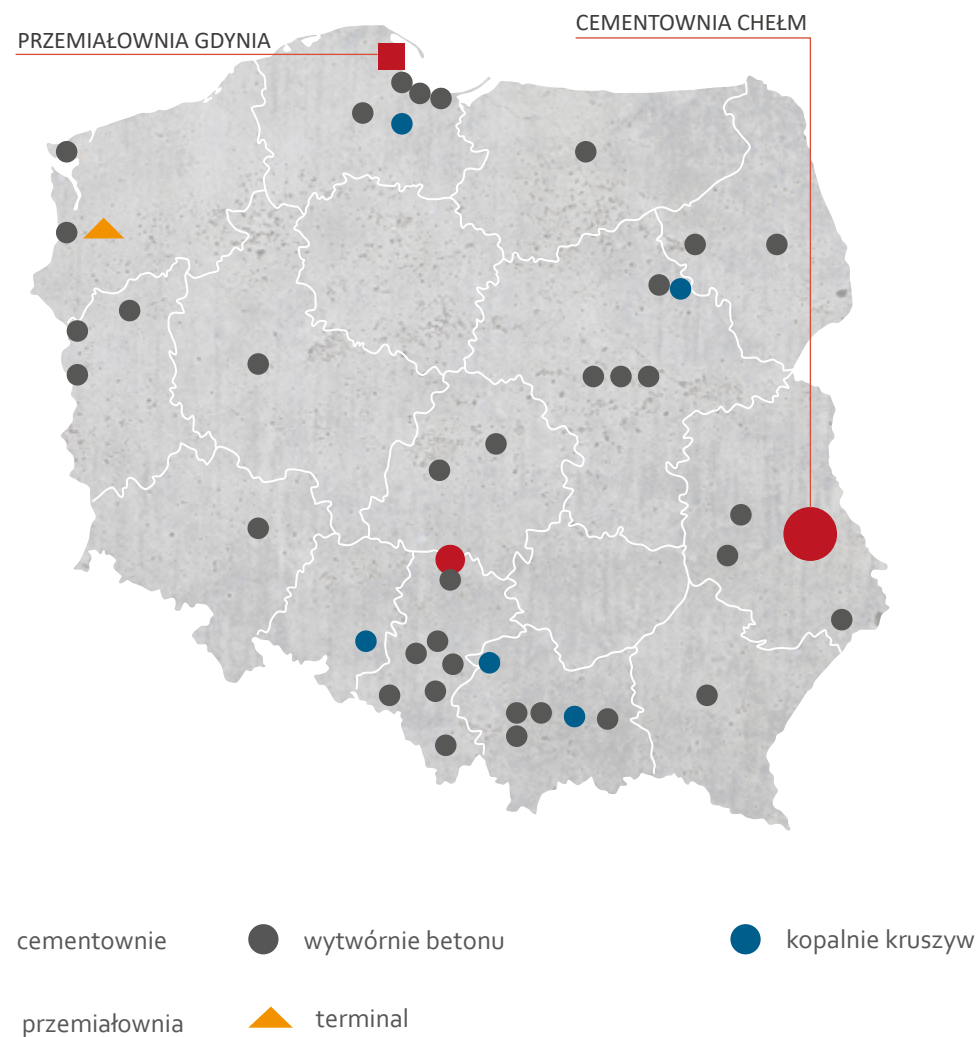 CEMENTOWNIA CHEŁM
PRZEMIAŁOWNIA GDYNIA
cementownie
wytwórnie betonu
kopalnie kruszyw
przemiałownia
terminal